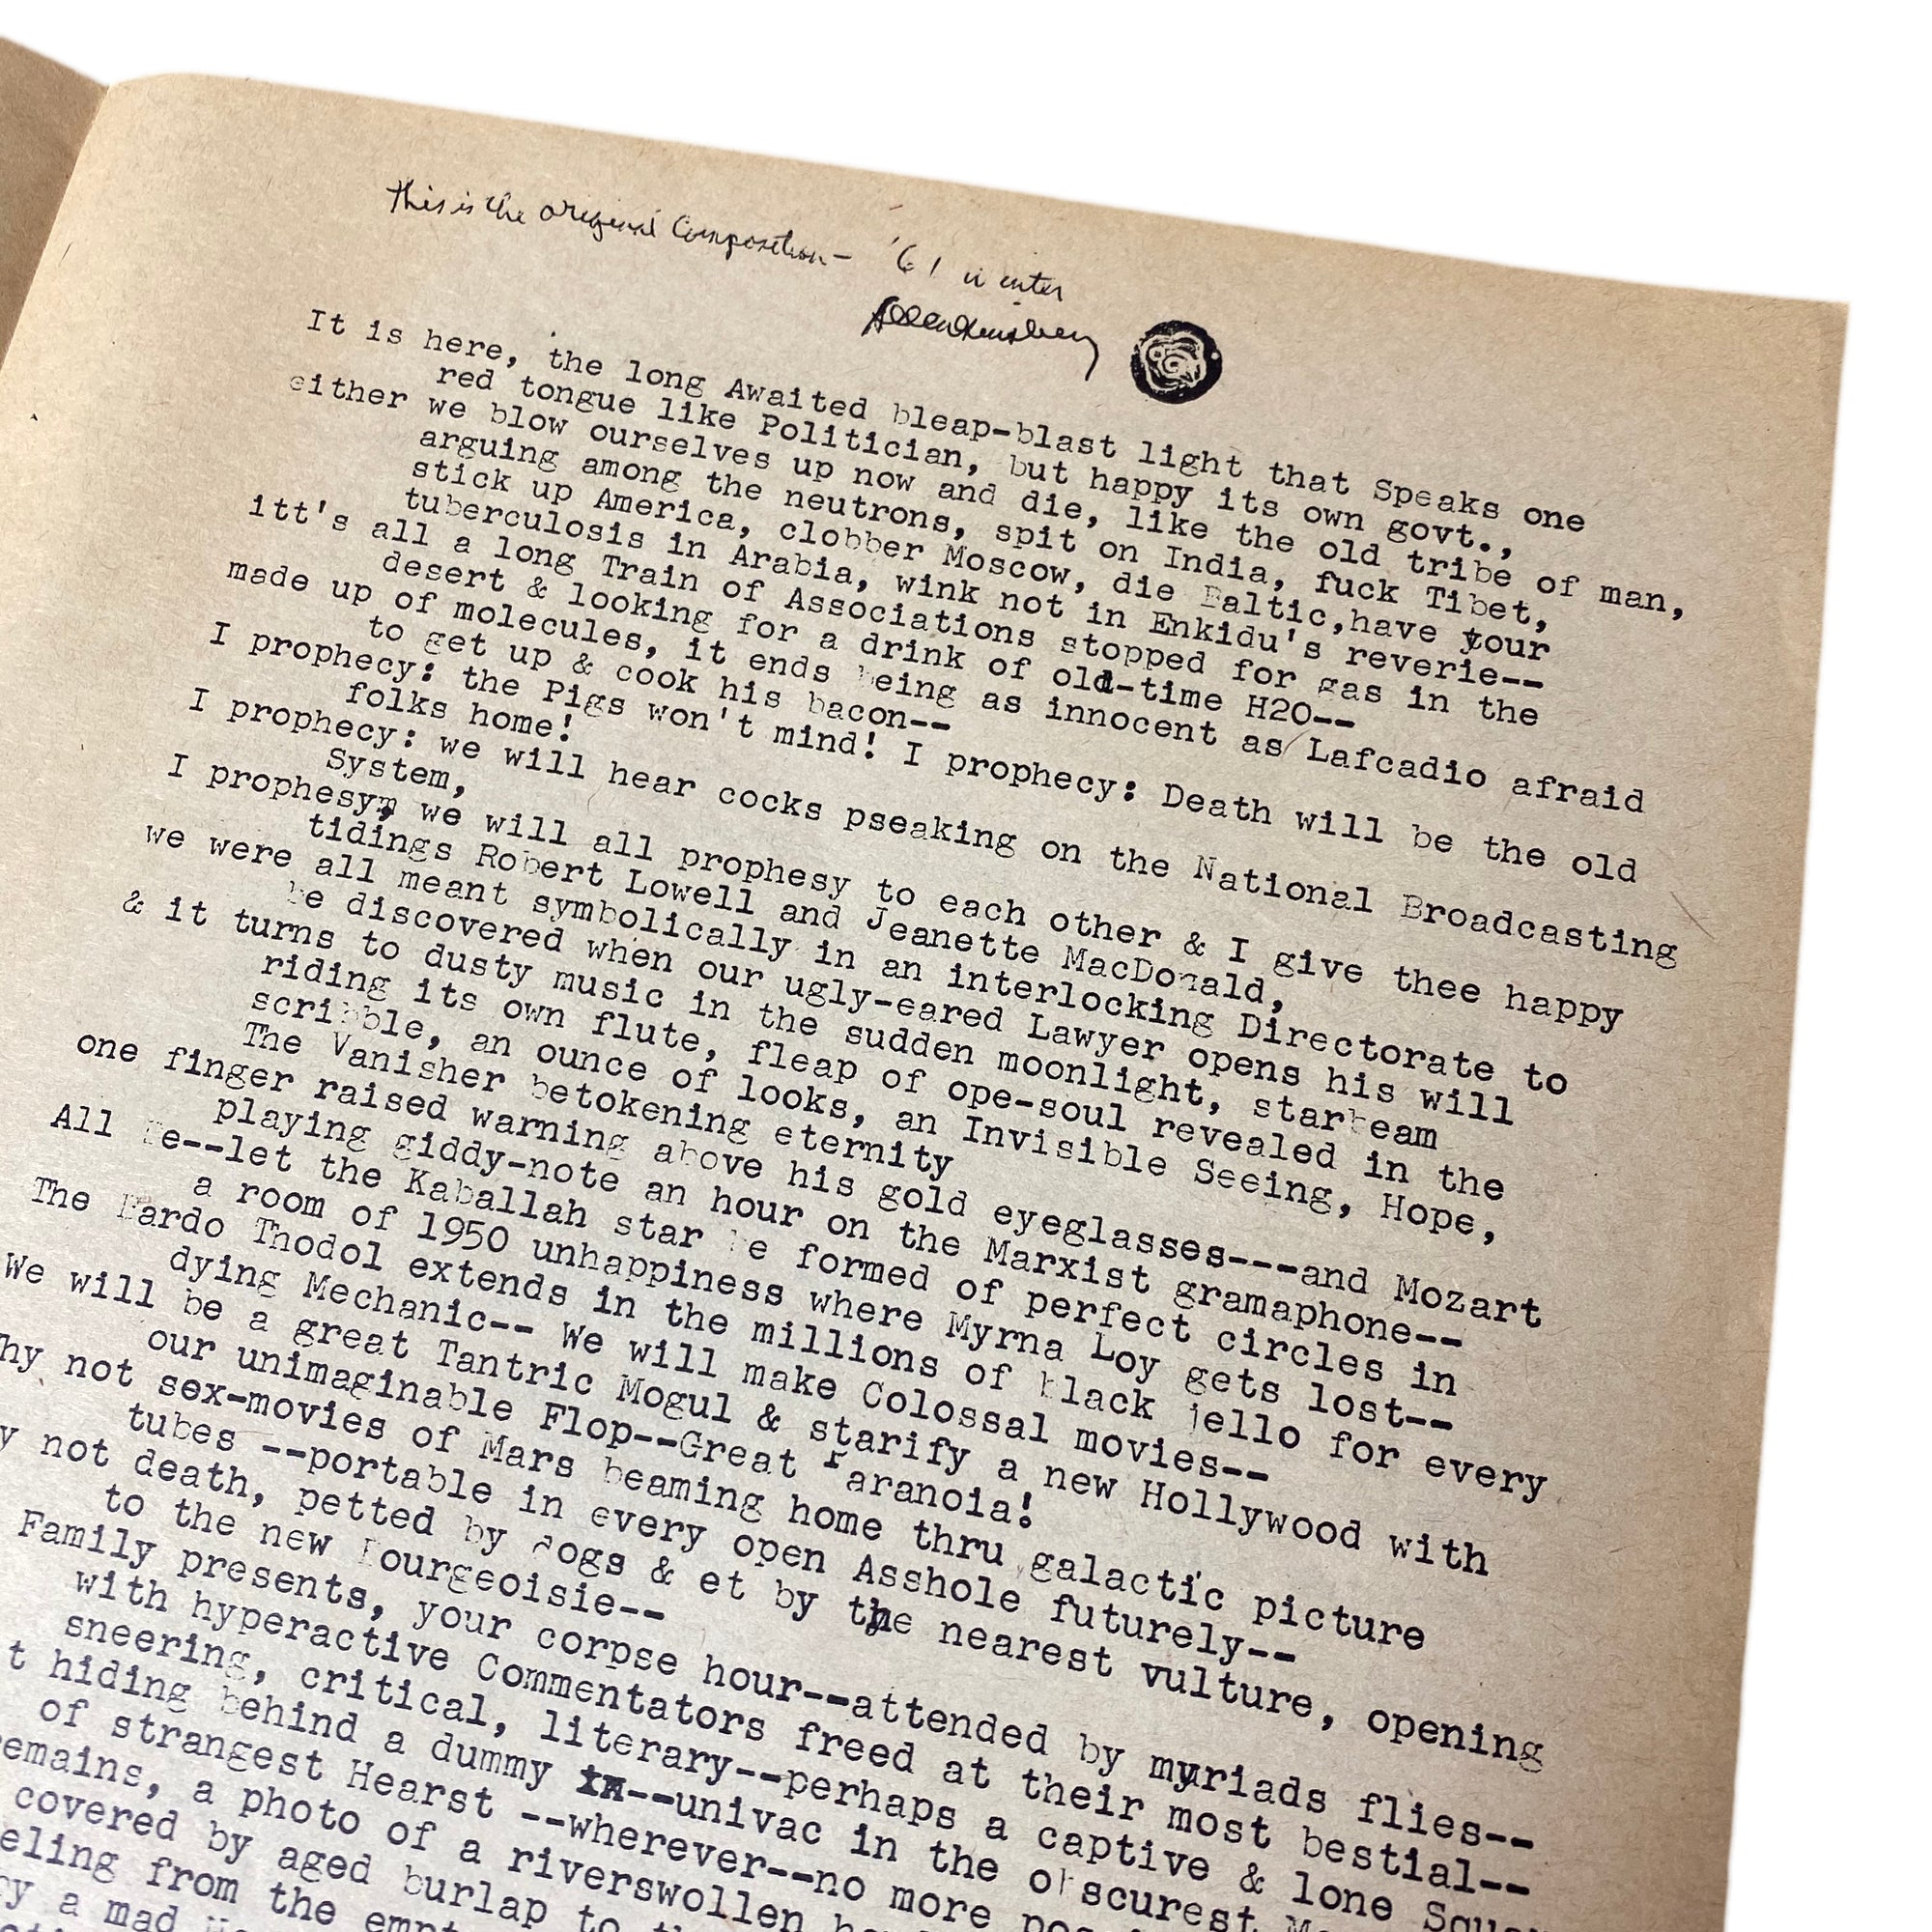 this is the original Composition— '61 winter
Allen Ginsberg
It is here, the long Awaited bleap-blast light that Speaks one
red tongue like Politician, but happy its own govt.,
either we blow ourselves up now and die, like the old tribe of man,
arguing among the neutrons, spit on India, fuck Tibet,
stick up America, clobber Moscow, die Baltic,have your
tuberculosis in Arabia, wink not in Enkidu's reverie--
itt's all a long Train of Associations stopped for gas in the
desert & looking for a drink of old-time H2O--
made up of molecules, it ends being as innocent as Lafcadio afraid
to get up & cook his bacon--
I prophecy: the Pigs won't mind! I prophecy: Death will be the old
folks home!
I prophecy: we will hear cocks pseaking on the National Broadcasting
System,
I prophesy, we will all prophesy to each other & I give thee happy
tidings Robert Lowell and Jeanette MacDonald,
we were all meant symbolically in an interlocking Directorate to
be discovered when our ugly-eared Lawyer opens his will
& it turns to dusty music in the sudden moonlight, starbeam
riding its own flute, fleap of ope-soul revealed in the
scribble, an ounce of looks, an Invisible Seeing, Hope,
The Vanisher betokening eternity
one finger raised warning above his gold eyeglasses---and Mozart
playing giddy-note an hour on the Marxist gramaphone--
All Be--let the Kaballah star be formed of perfect circles in
a room of 1950 unhappiness where Myrna Loy gets lost--
The Bardo Thodol extends in the millions of black jello for every
dying Mechanic-- We will make Colossal movies--
We will be a great Tantric Mogul & starify a new Hollywood with
our unimaginable Flop--Great Paranoia!
hy not sex-movies of Mars beaming home thru galactic picture
tubes --portable in every open Asshole futurely--
y not death, petted by dogs & et by the nearest vulture, opening
to the new Bourgeoisie--
Family presents, your corpse hour--attended by myriads flies--
with hyperactive Commentators freed at their most bestial--
sneering, critical, literary--perhaps a captive & lone Squa
t hiding behind a dummy in--univac in the obscurest
of strangest Hearst --wherever--no more
emains, a photo of a riverswollen
covered by aged burlap to
eling from the
y a mad